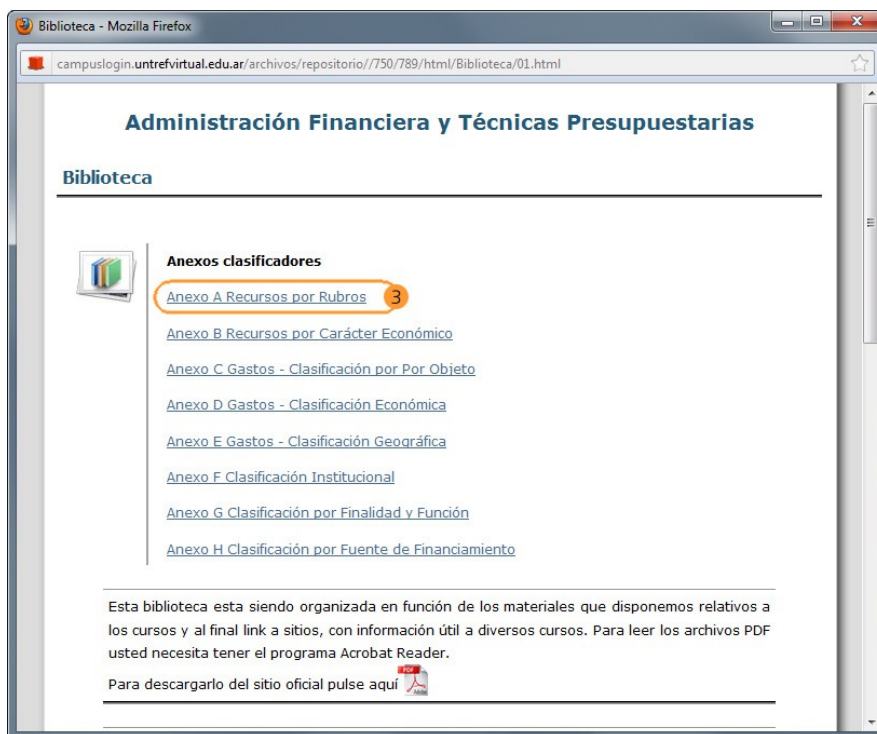 Biblioteca - Mozilla Firefox
campuslogin.untrefvirtual.edu.ar/archivos/repositorio//750/789/html/Biblioteca/01.html
Administración Financiera y Técnicas Presupuestarias
Biblioteca
Anexos clasificadores
Anexo A Recursos por Rubros 3
Anexo B Recursos por Carácter Económico
Anexo C Gastos - Clasificación por Por Objeto
Anexo D Gastos - Clasificación Económica
Anexo E Gastos - Clasificación Geográfica
Anexo F Clasificación Institucional
Anexo G Clasificación por Finalidad y Función
Anexo H Clasificación por Fuente de Financiamiento
Esta biblioteca esta siendo organizada en función de los materiales que disponemos relativos a
los cursos y al final link a sitios, con información útil a diversos cursos. Para leer los archivos PDF
usted necesita tener el programa Acrobat Reader.
Para descargarlo del sitio oficial pulse aquí PDF Adobe